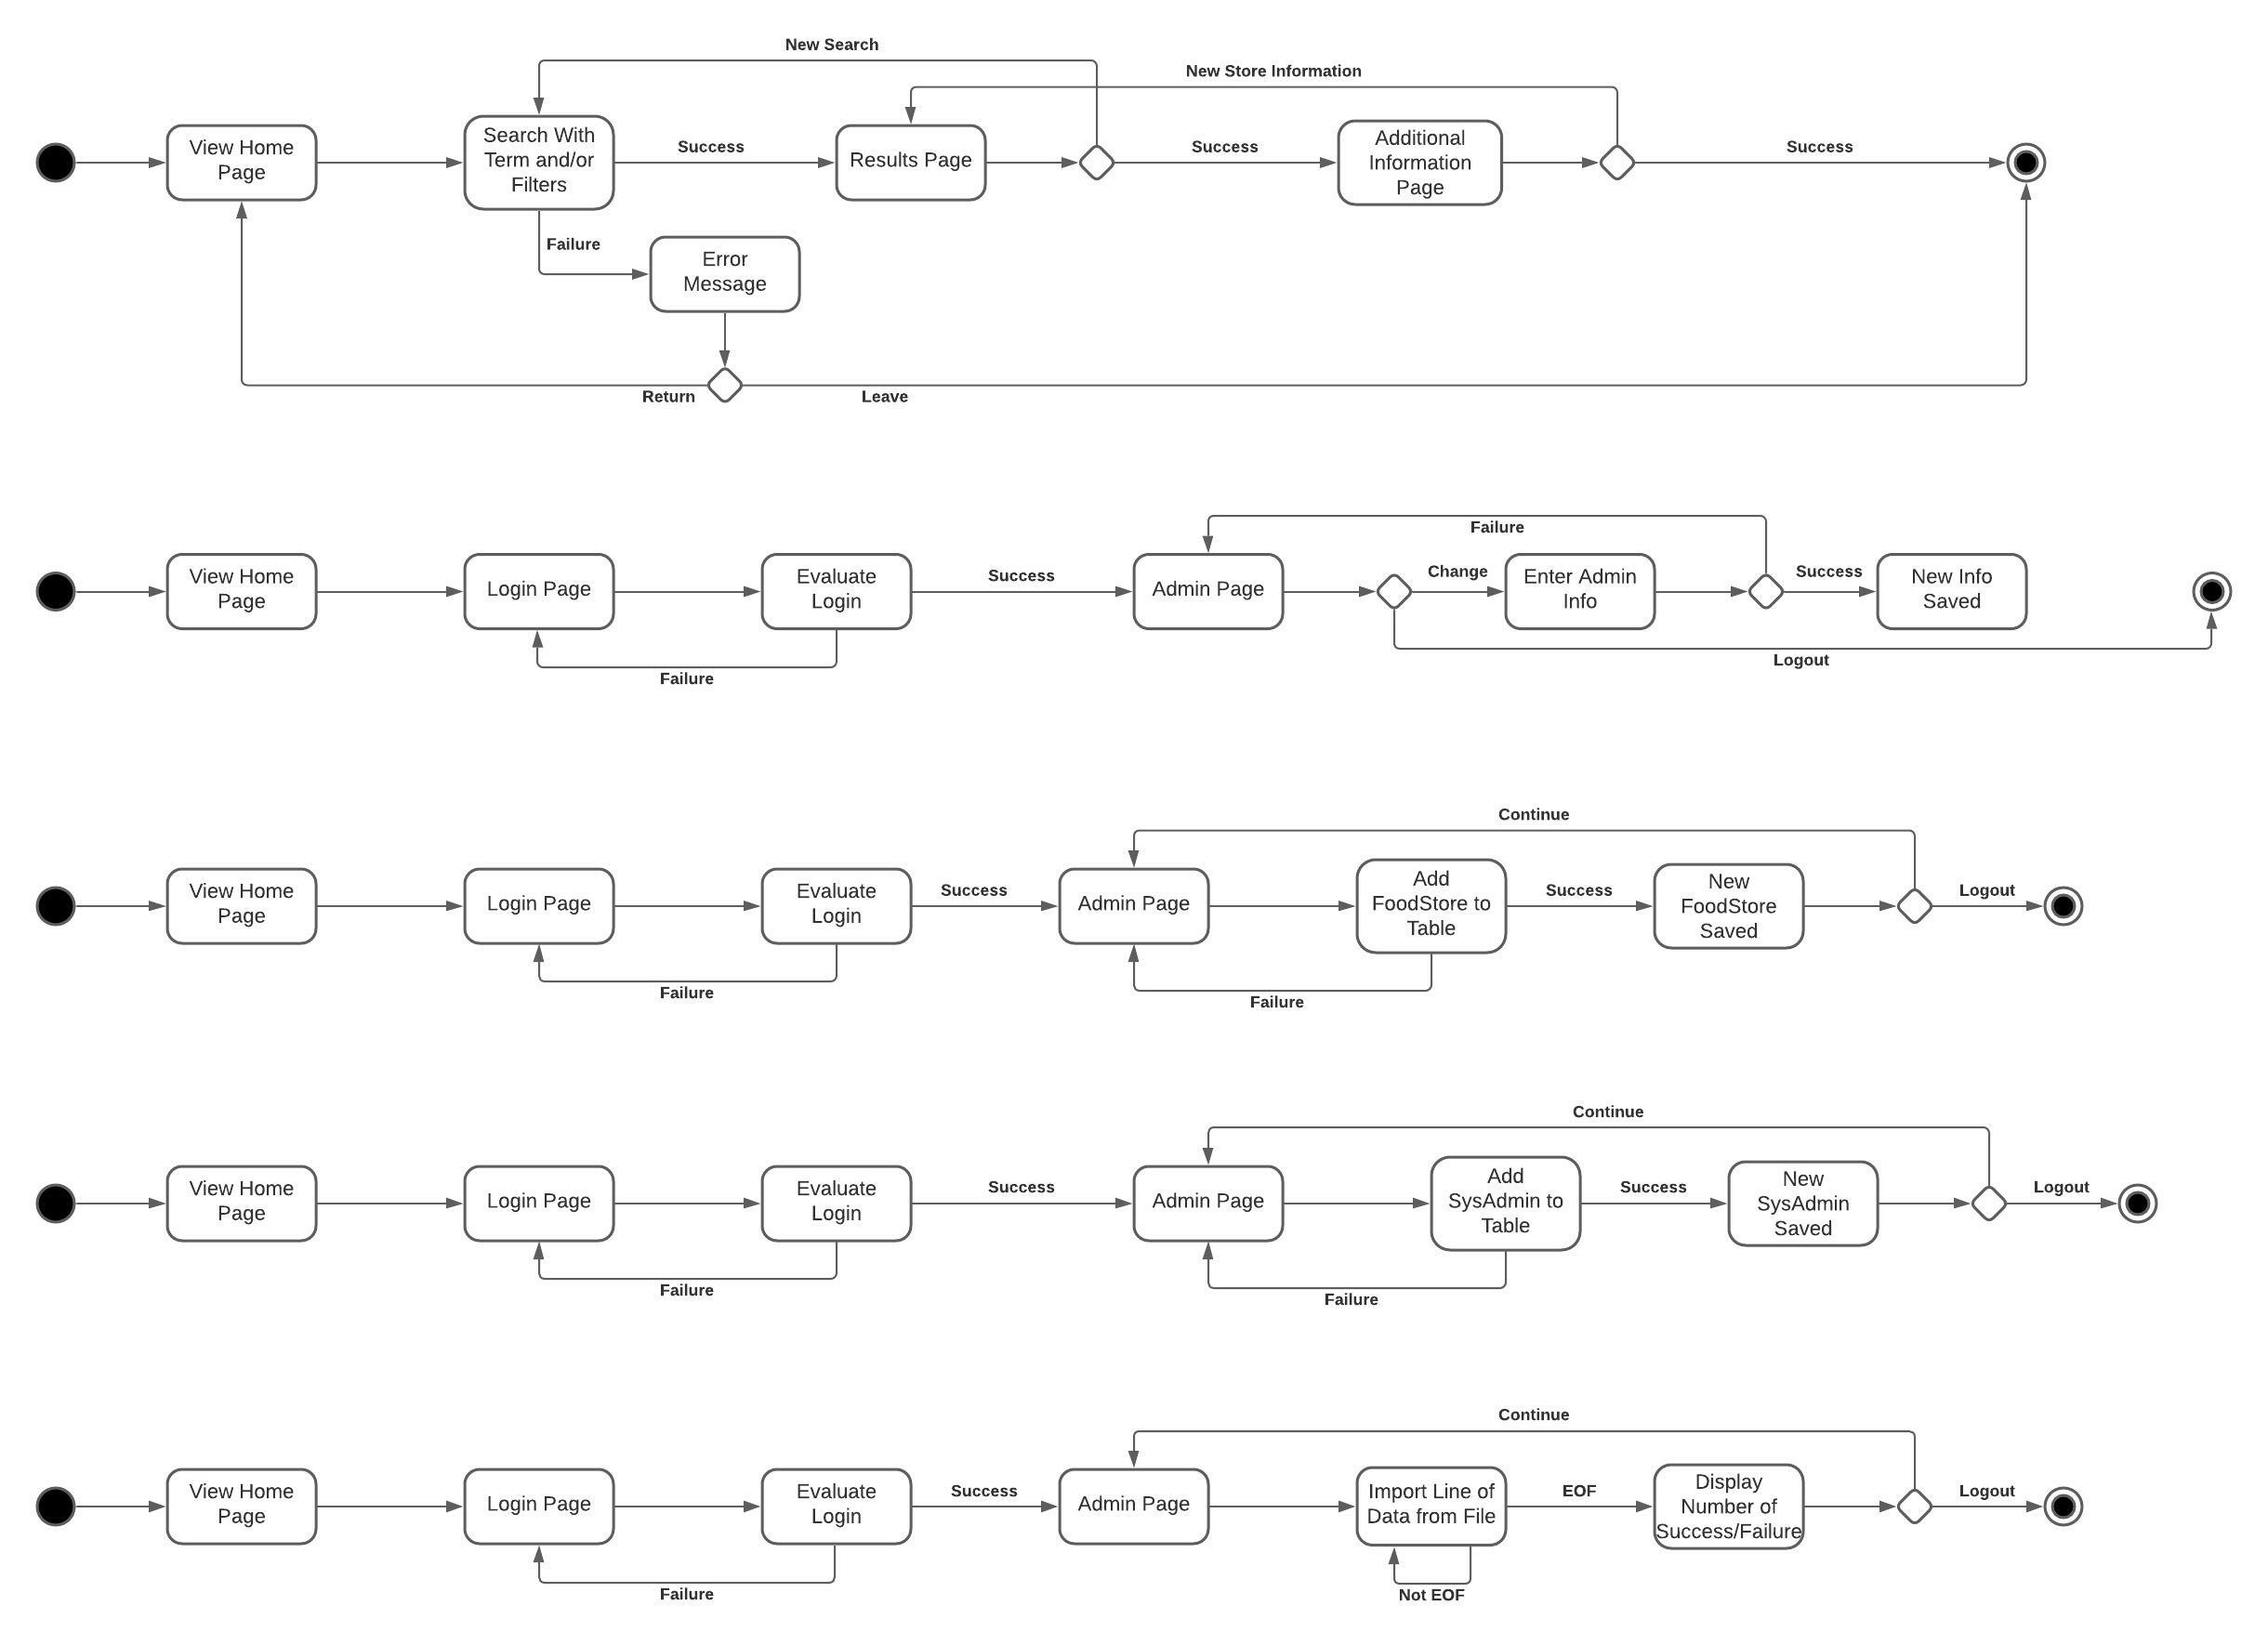 New Search
New Store Information
View Home
Page
Search With
Term and/or
Filters
Success
Results Page
Success
Additional
Information
Page
Success
Failure
Error
Message
Return
Leave
Failure
View Home
Page
Login Page
Evaluate
Login
Success
Admin Page
Change
Enter Admin
Info
Success
New Info
Saved
Logout
Failure
Continue
View Home
Page
Login Page
Evaluate
Login
Success
Admin Page
Add
FoodStore to
Table
Success
New
FoodStore
Saved
Logout
Failure
Failure
Continue
View Home
Page
Login Page
Evaluate
Login
Success
Admin Page
Add
SysAdmin to
Table
Success
New
SysAdmin
Saved
Logout
Failure
Failure
Continue
View Home
Page
Login Page
Evaluate
Login
Success
Admin Page
Import Line of
Data from File
EOF
Display
Number of
Success/Failure
Logout
Failure
Not EOF